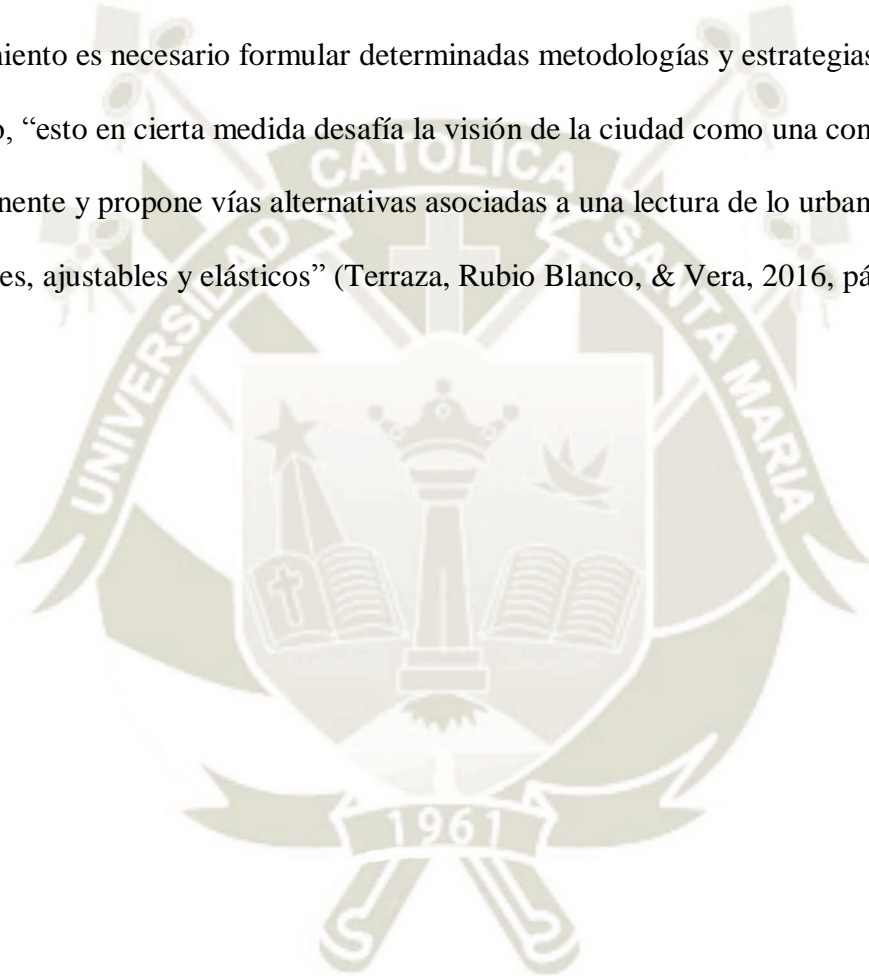 miento es necesario formular determinadas metodologías y estrategias
o, “esto en cierta medida desafía la visión de la ciudad como una con
nente y propone vías alternativas asociadas a una lectura de lo urban
es, ajustables y elásticos” (Terraza, Rubio Blanco, & Vera, 2016, pá
UNIVERSIDAD CATOLICA SANTA MARIA
1961